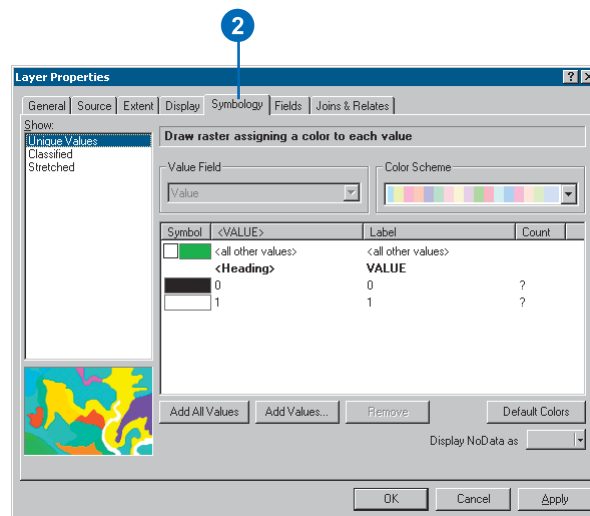 2
Layer Properties
? X
General Source Extent Display Symbology Fields Joins & Relates
Show:
Unique Values
Classified
Stretched
Draw raster assigning a color to each value
Value Field
Value
Color Scheme
Symbol <VALUE> Label Count
<all other values> <all other values>
<Heading> VALUE
0 0 ?
1 1 ?
Add All Values Add Values... Remove Default Colors
Display NoData as
OK Cancel Apply